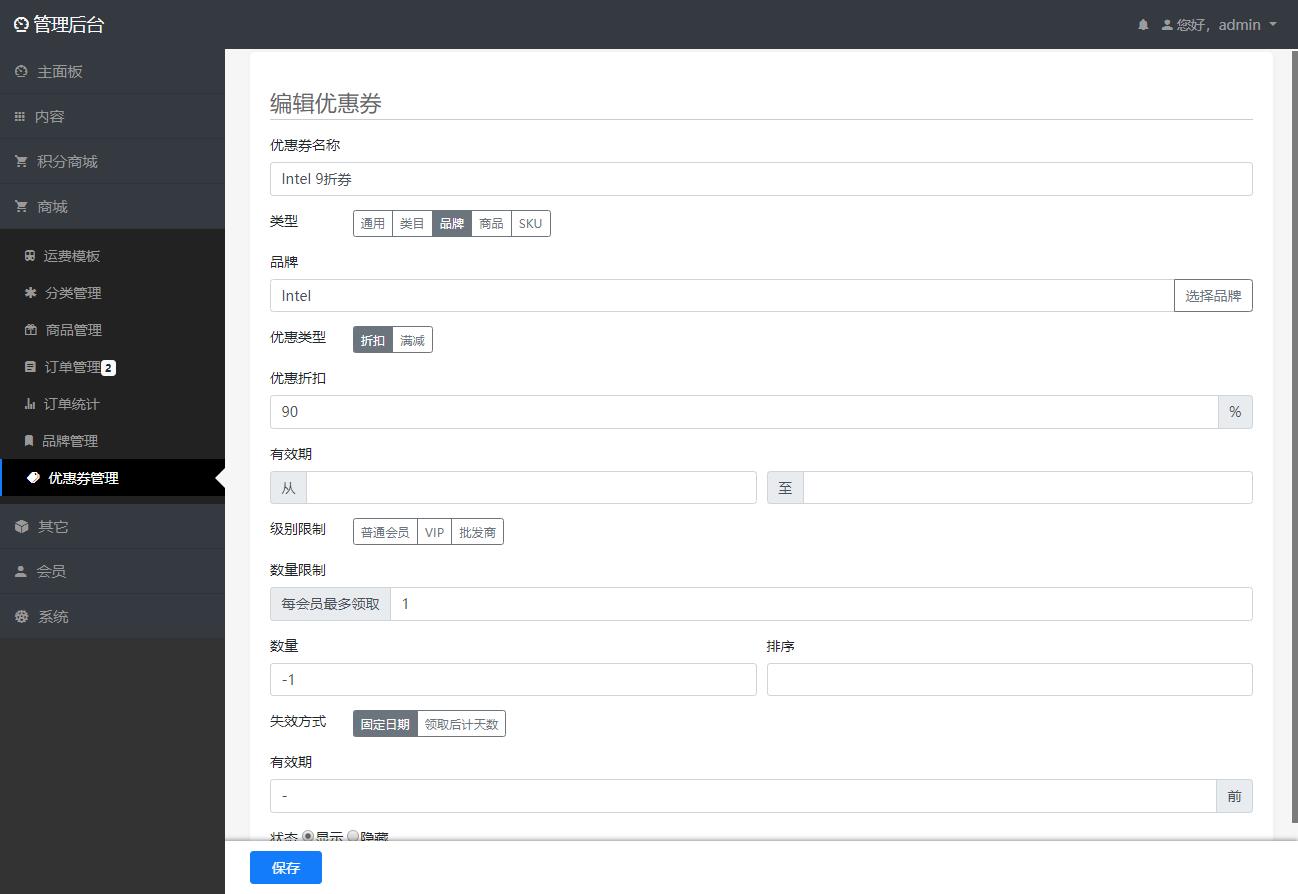 管理后台
您好，admin
主面板
内容
积分商城
商城
运费模板
分类管理
商品管理
订单管理 2
订单统计
品牌管理
优惠券管理
其它
会员
系统
编辑优惠券
优惠券名称
Intel 9折券
类型 通用 类目 品牌 商品 SKU
品牌
Intel 选择品牌
优惠类型 折扣 满减
优惠折扣
90 %
有效期
从 至
级别限制 普通会员 VIP 批发商
数量限制
每会员最多领取 1
数量 排序
-1
失效方式 固定日期 领取后计天数
有效期
- 前
状态 显示 隐藏
保存